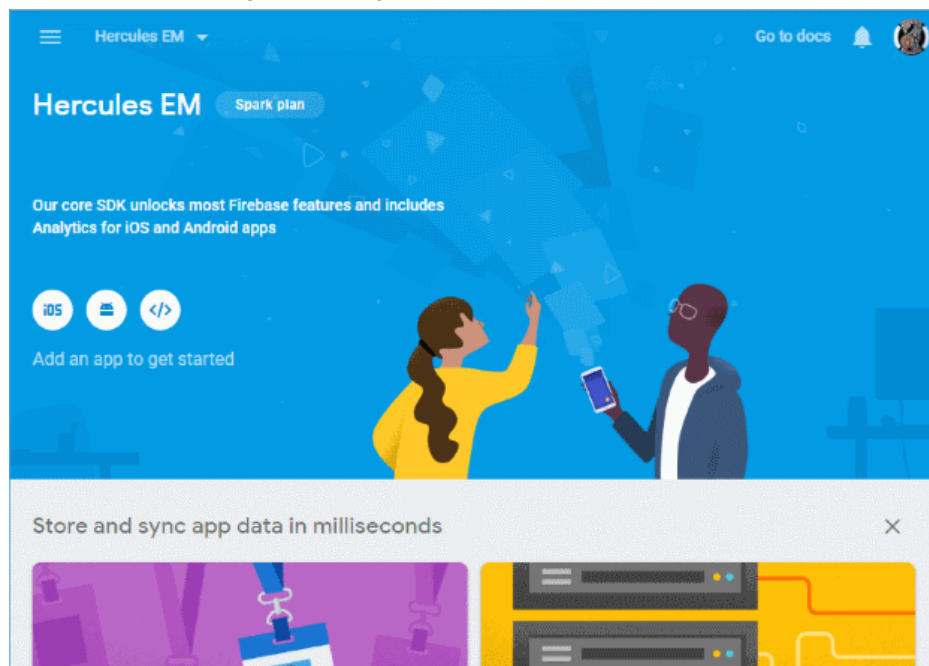 Hercules EM
Go to docs
Hercules EM
Spark plan
Our core SDK unlocks most Firebase features and includes
Analytics for iOS and Android apps
iOS
</>
Add an app to get started
Store and sync app data in milliseconds